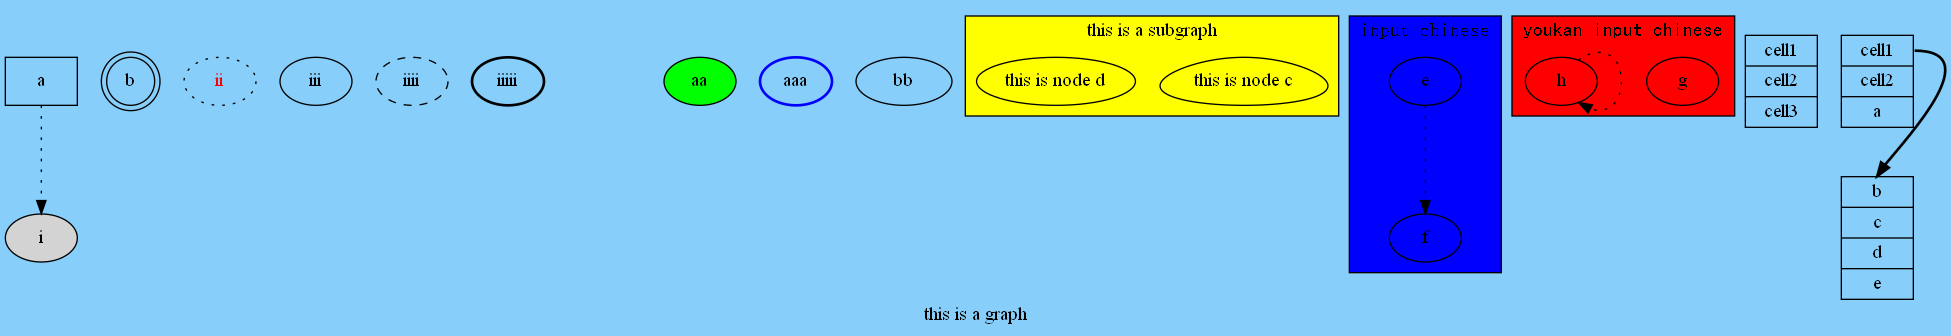 a
b
ii
iii
iiii
iiiii
aa
aaa
bb
this is a subgraph
this is node d
this is node c
input chinese
e
youkan input chinese
h
g
cell1
cell2
cell3
cell1
cell2
a
i
f
b
c
d
e
this is a graph